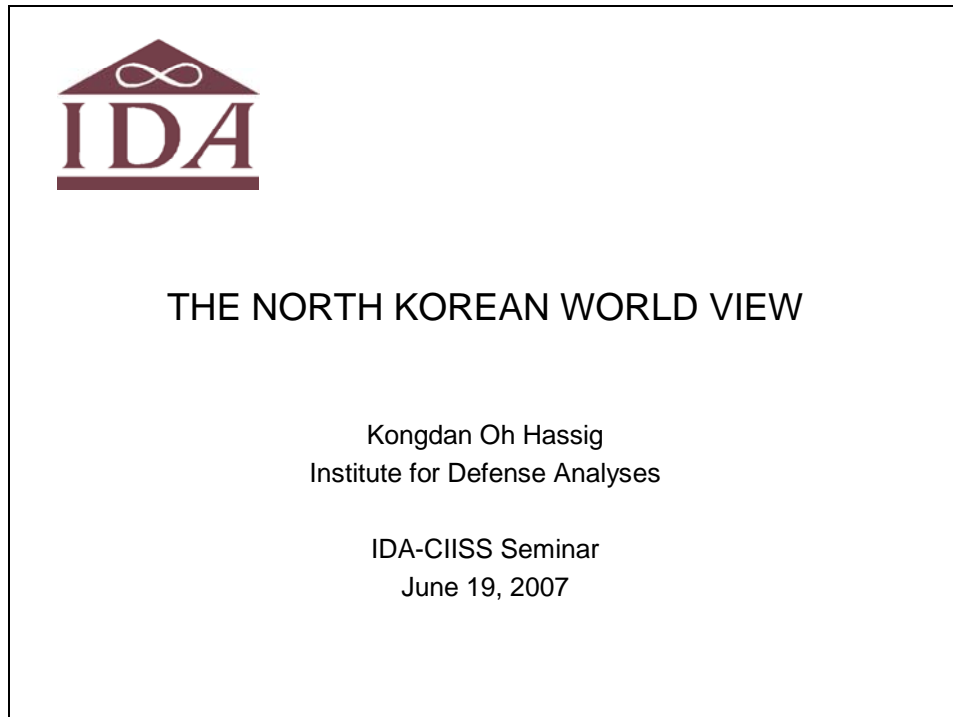 IDA
THE NORTH KOREAN WORLD VIEW
Kongdan Oh Hassig
Institute for Defense Analyses
IDA-CIISS Seminar
June 19, 2007